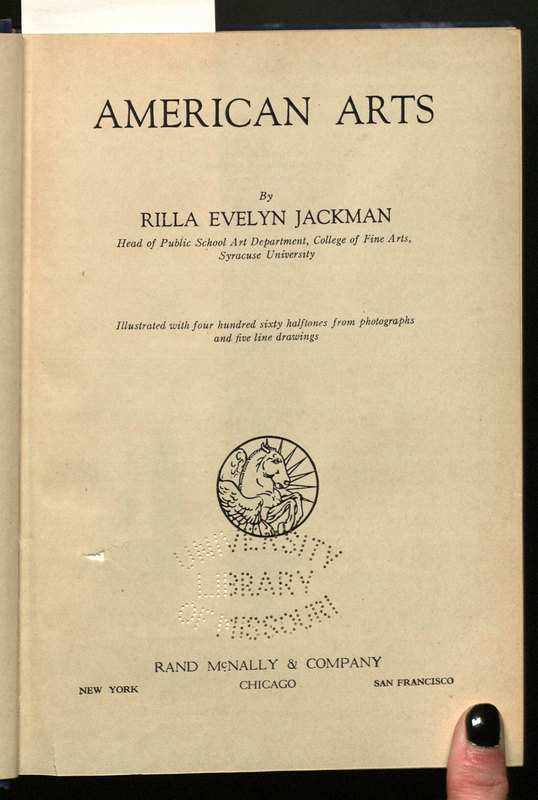 AMERICAN ARTS
By
RILLA EVELYN JACKMAN
Head of Public School Art Department, College of Fine Arts,
Syracuse University
Illustrated with four hundred sixty halftones from photographs
and five line drawings
UNIVERSITY
LIBRARY
OF MISSOURI
RAND McNALLY & COMPANY
NEW YORK CHICAGO SAN FRANCISCO